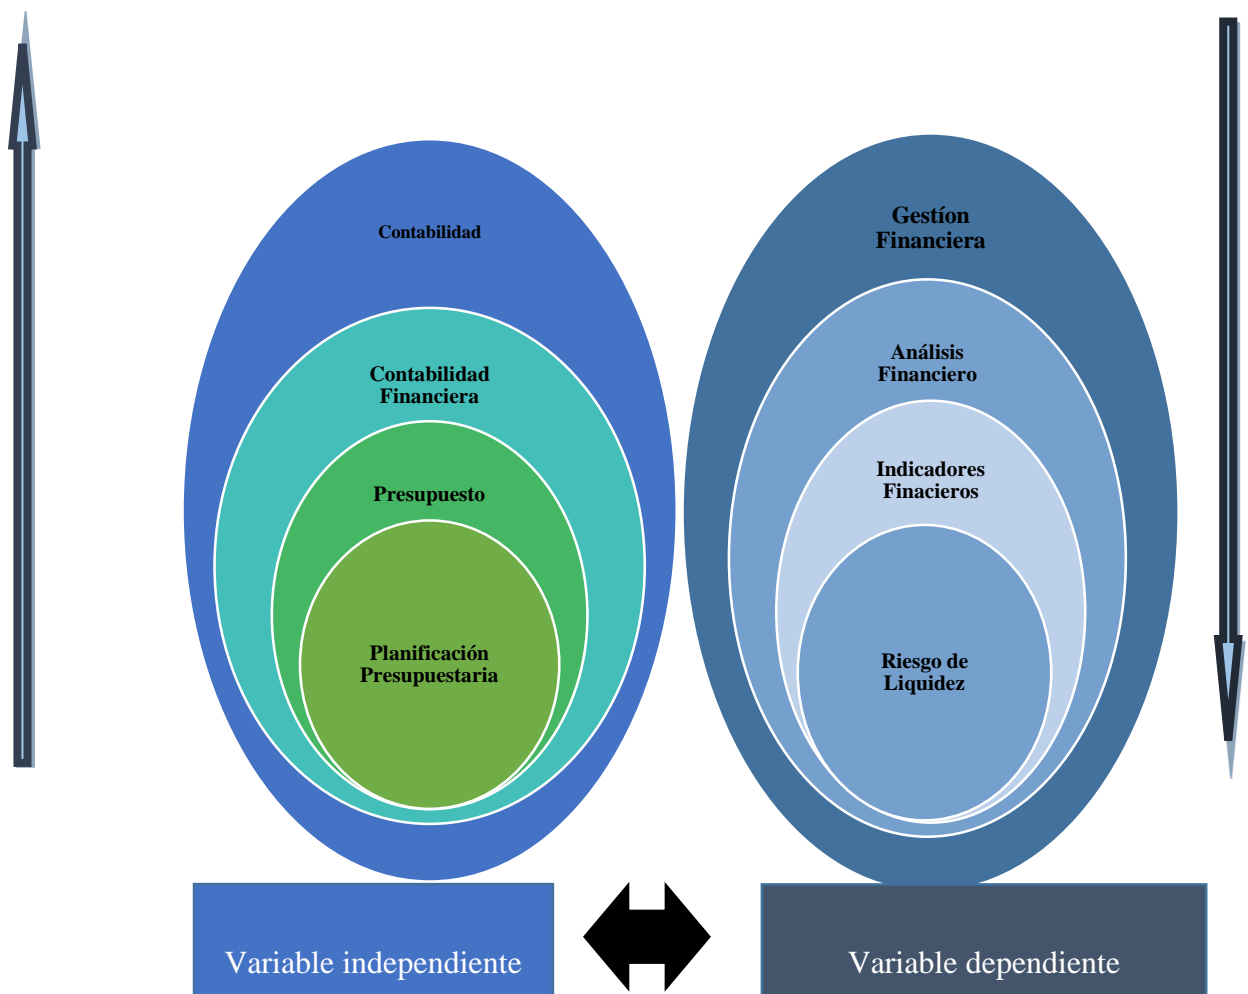 Contabilidad
Contabilidad
Financiera
Presupuesto
Planificación
Presupuestaria
Gestíon
Financiera
Análisis
Financiero
Indicadores
Finacieros
Riesgo de
Liquidez
Variable independiente
Variable dependiente